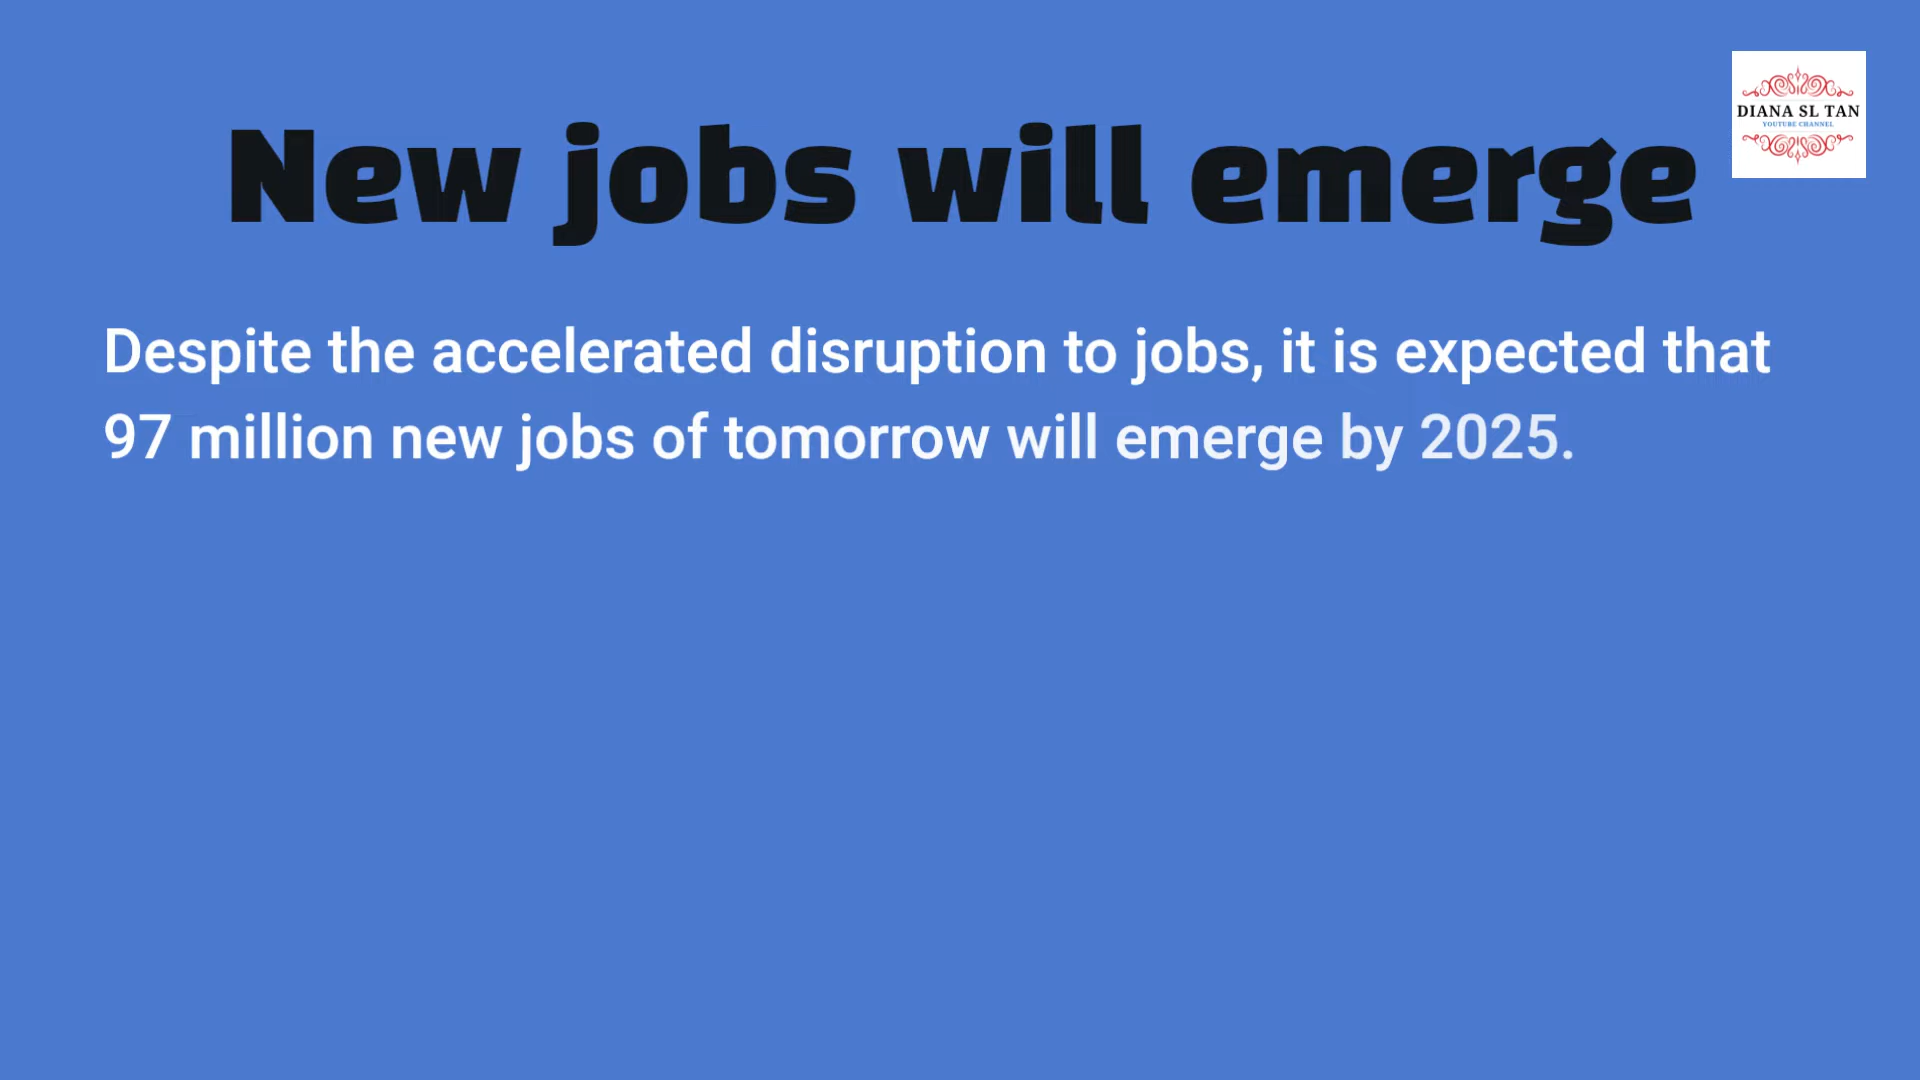 DIANA SL TAN
YOUTUBE CHANNEL
New jobs will emerge
Despite the accelerated disruption to jobs, it is expected that
97 million new jobs of tomorrow will emerge by 2025.